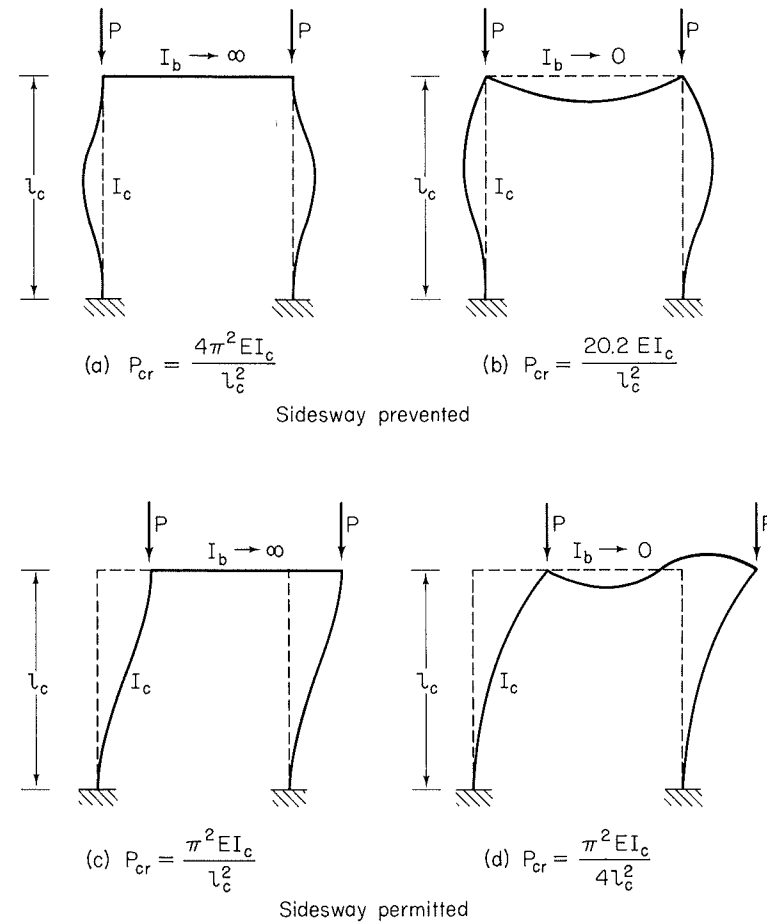 P P P P
I_b → ∞ I_b → 0
l_c I_c l_c I_c
(a) P_cr = 4π²EI_c / l_c² (b) P_cr = 20.2 EI_c / l_c²
Sidesway prevented
P P P P
I_b → ∞ I_b → 0
l_c I_c l_c I_c
(c) P_cr = π²EI_c / l_c² (d) P_cr = π²EI_c / 4l_c²
Sidesway permitted